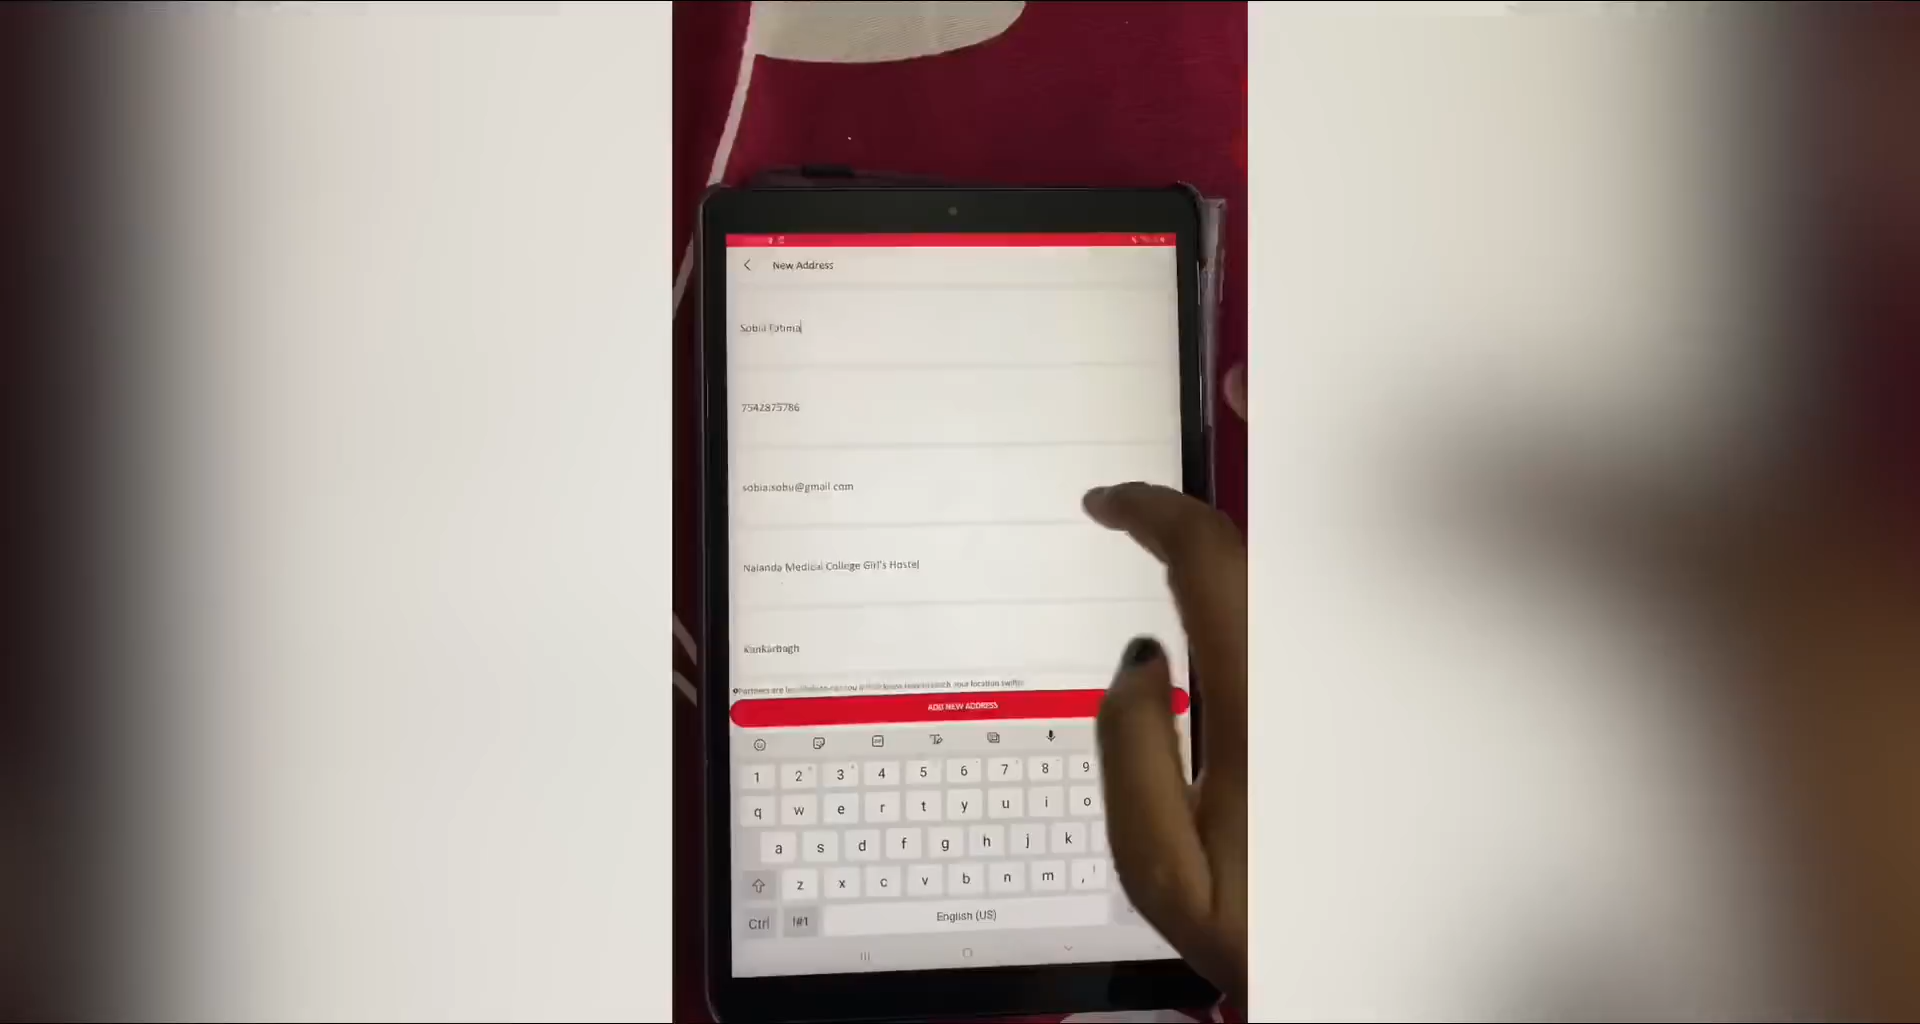 New Address
Sobia Fatima
7542875786
sobia.sobu@gmail.com
Nalanda Medical College Girl's Hostel
Kankarbagh
ADD NEW ADDRESS
1 2 3 4 5 6 7 8 9
q w e r t y u i o
a s d f g h j k
z x c v b n m , !
Ctrl !#1 English (US)